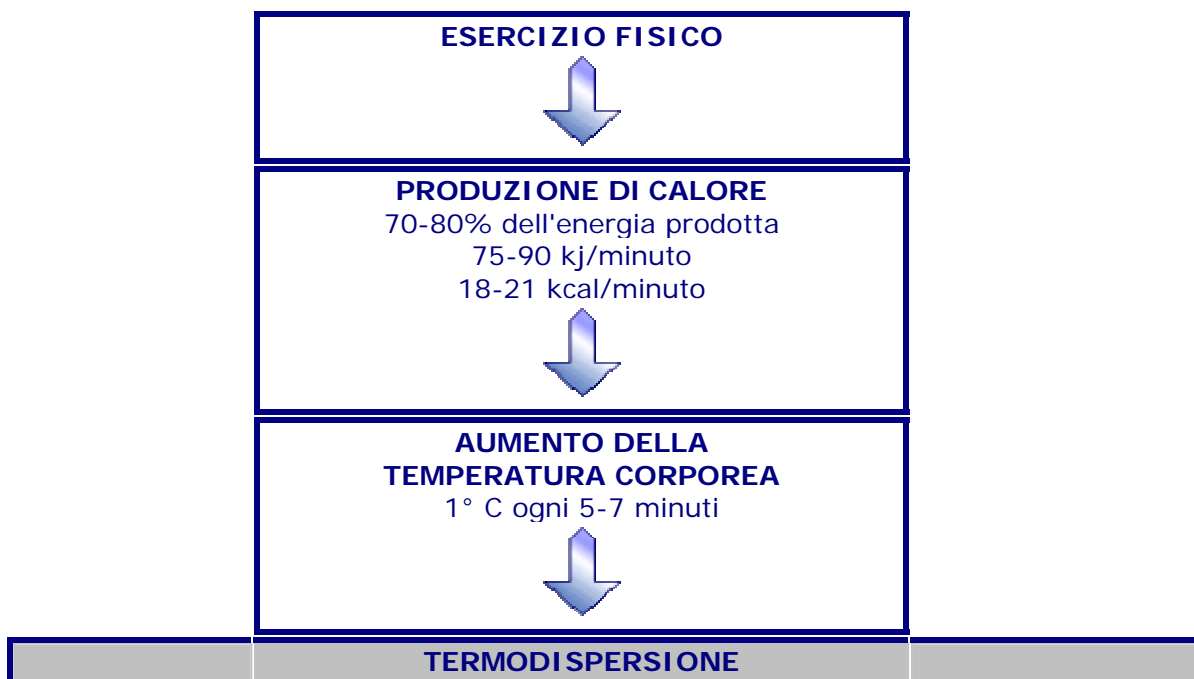 ESERCIZIO FISICO
PRODUZIONE DI CALORE
70-80% dell'energia prodotta
75-90 kj/minuto
18-21 kcal/minuto
AUMENTO DELLA
TEMPERATURA CORPOREA
1° C ogni 5-7 minuti
TERMODISPERSIONE